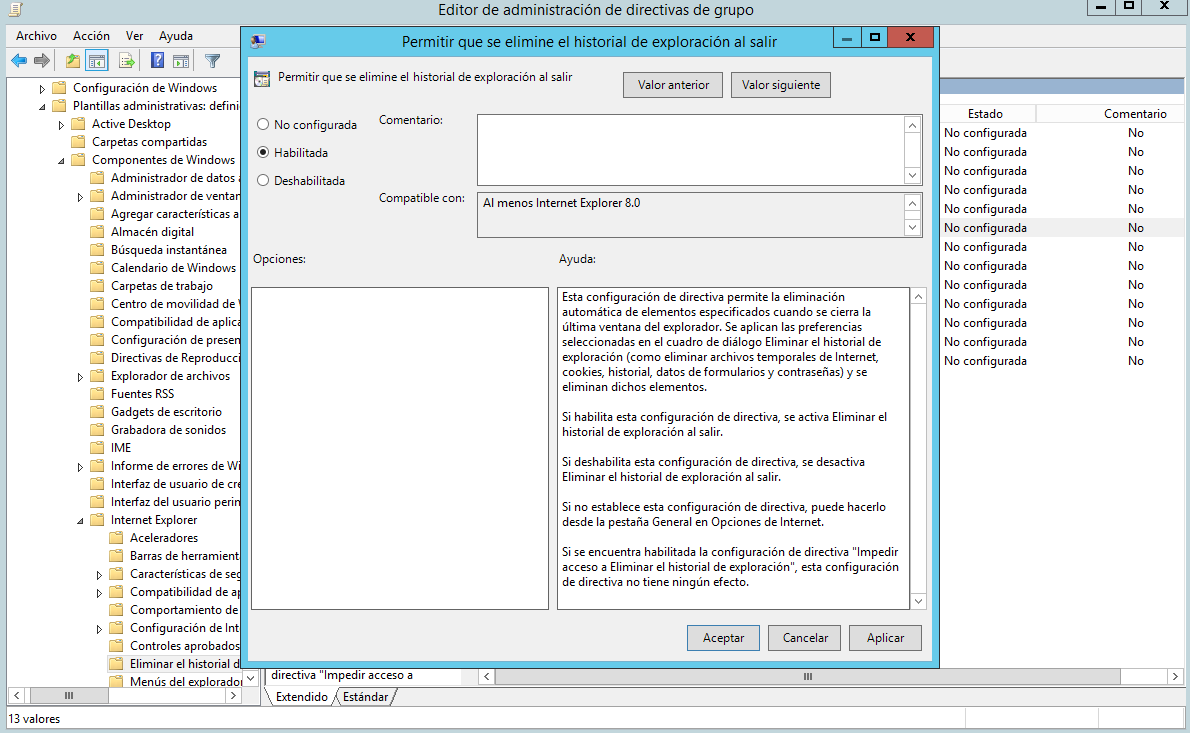 Editor de administración de directivas de grupo
Archivo Acción Ver Ayuda
Configuración de Windows
Plantillas administrativas: defini
Active Desktop
Carpetas compartidas
Componentes de Windows
Administrador de datos a
Administrador de ventan
Agregar características a
Almacén digital
Búsqueda instantánea
Calendario de Windows
Carpetas de trabajo
Centro de movilidad de
Compatibilidad de aplica
Configuración de presen
Directivas de Reproducci
Explorador de archivos
Fuentes RSS
Gadgets de escritorio
Grabadora de sonidos
IME
Informe de errores de Wi
Interfaz de usuario de cre
Interfaz del usuario perin
Internet Explorer
Aceleradores
Barras de herramient
Características de seg
Compatibilidad de ap
Comportamiento de
Configuración de Int
Controles aprobados
Eliminar el historial d
Menús del explorador
Permitir que se elimine el historial de exploración al salir
Permitir que se elimine el historial de exploración al salir
Valor anterior
Valor siguiente
No configurada
Habilitada
Deshabilitada
Comentario:
Compatible con:
Al menos Internet Explorer 8.0
Opciones:
Ayuda:
Esta configuración de directiva permite la eliminación
automática de elementos especificados cuando se cierra la
última ventana del explorador. Se aplican las preferencias
seleccionadas en el cuadro de diálogo Eliminar el historial de
exploración (como eliminar archivos temporales de Internet,
cookies, historial, datos de formularios y contraseñas) y se
eliminan dichos elementos.
Si habilita esta configuración de directiva, se activa Eliminar el
historial de exploración al salir.
Si deshabilita esta configuración de directiva, se desactiva
Eliminar el historial de exploración al salir.
Si no establece esta configuración de directiva, puede hacerlo
desde la pestaña General en Opciones de Internet.
Si se encuentra habilitada la configuración de directiva "Impedir
acceso a Eliminar el historial de exploración", esta configuración
de directiva no tiene ningún efecto.
Aceptar
Cancelar
Aplicar
Estado Comentario
No configurada No
No configurada No
No configurada No
No configurada No
No configurada No
No configurada No
No configurada No
No configurada No
No configurada No
No configurada No
No configurada No
No configurada No
No configurada No
directiva "Impedir acceso a
Extendido Estándar
13 valores